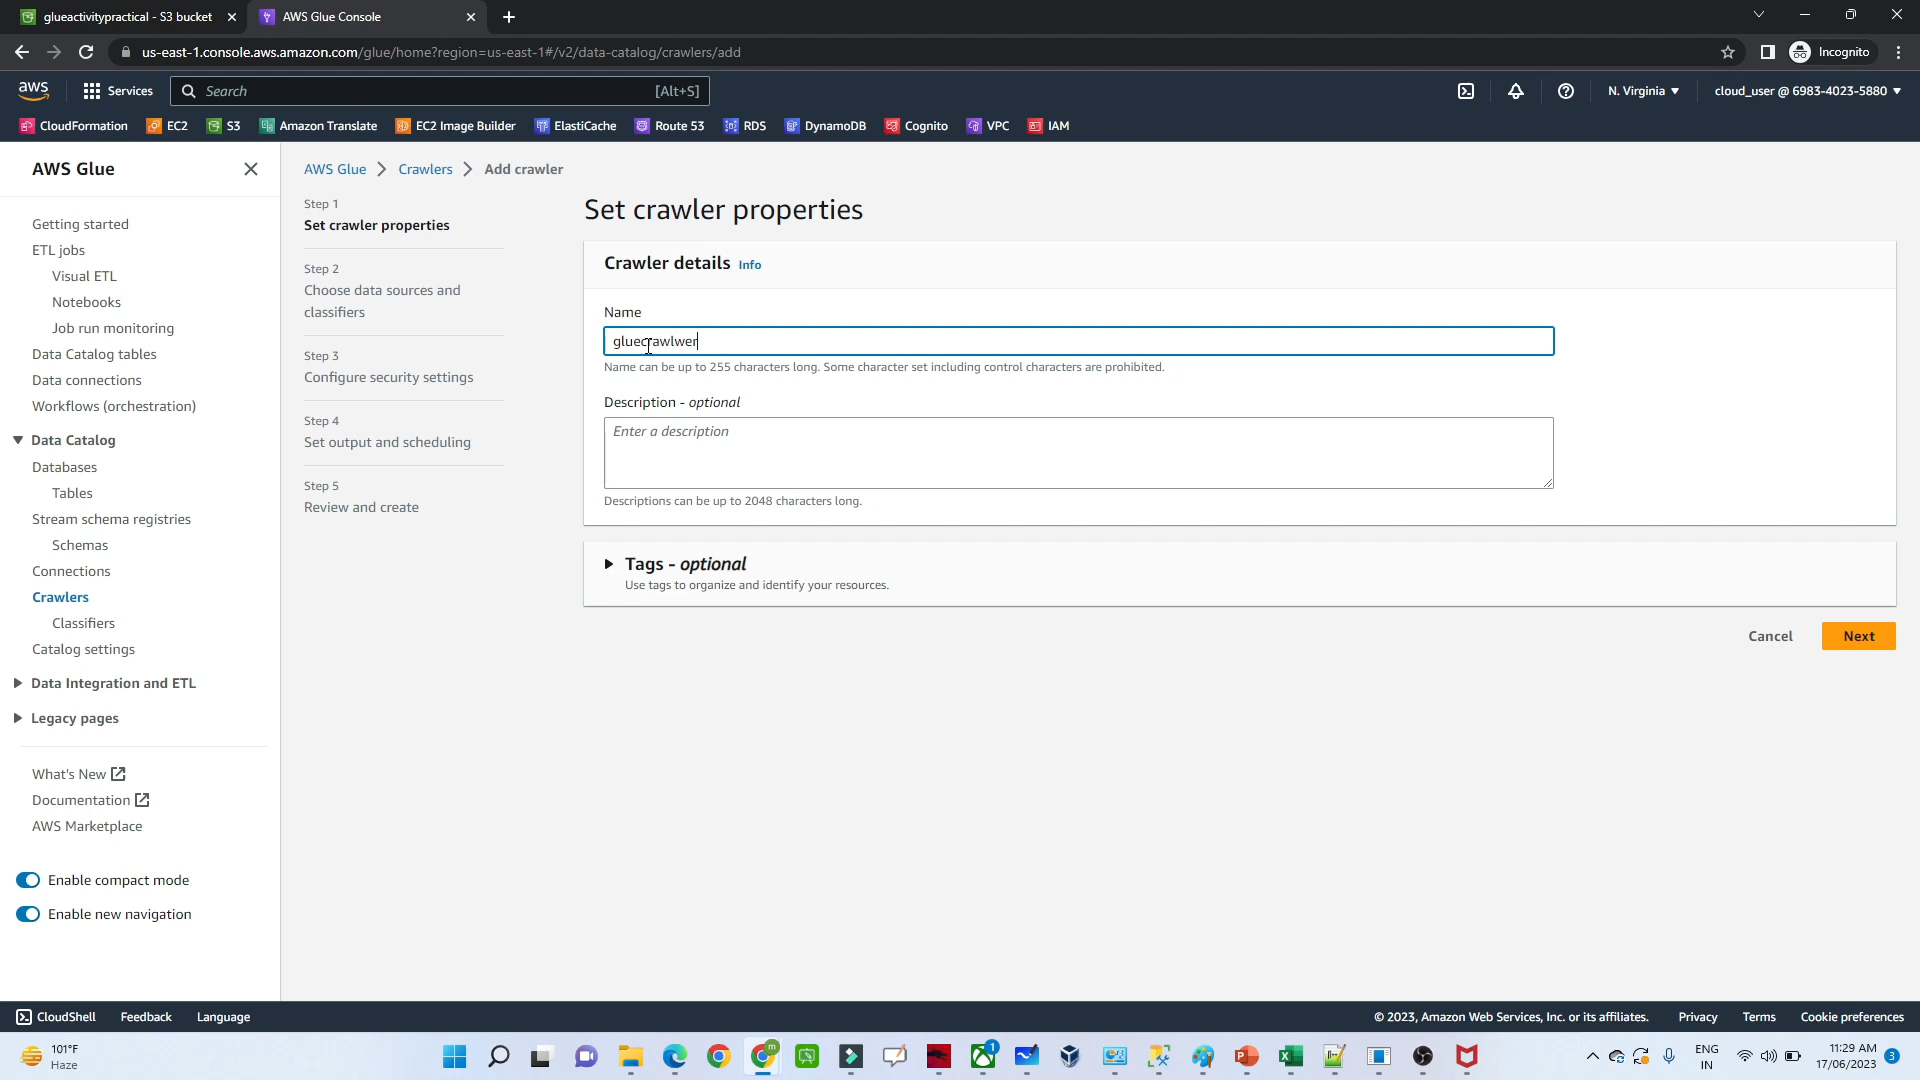 glueactivitypractical - S3 bucket
AWS Glue Console
us-east-1.console.aws.amazon.com/glue/home?region=us-east-1#/v2/data-catalog/crawlers/add
Incognito
aws
Services
Search
[Alt+S]
N. Virginia
cloud_user @ 6983-4023-5880
CloudFormation
EC2
S3
Amazon Translate
EC2 Image Builder
ElastiCache
Route 53
RDS
DynamoDB
Cognito
VPC
IAM
AWS Glue
Getting started
ETL jobs
Visual ETL
Notebooks
Job run monitoring
Data Catalog tables
Data connections
Workflows (orchestration)
Data Catalog
Databases
Tables
Stream schema registries
Schemas
Connections
Crawlers
Classifiers
Catalog settings
Data Integration and ETL
Legacy pages
What's New
Documentation
AWS Marketplace
Enable compact mode
Enable new navigation
AWS Glue
Crawlers
Add crawler
Step 1
Set crawler properties
Step 2
Choose data sources and
classifiers
Step 3
Configure security settings
Step 4
Set output and scheduling
Step 5
Review and create
Set crawler properties
Crawler details Info
Name
gluecrawlwer
Name can be up to 255 characters long. Some character set including control characters are prohibited.
Description - optional
Enter a description
Descriptions can be up to 2048 characters long.
Tags - optional
Use tags to organize and identify your resources.
Cancel
Next
CloudShell
Feedback
Language
© 2023, Amazon Web Services, Inc. or its affiliates.
Privacy
Terms
Cookie preferences
101°F
Haze
m
1
ENG
IN
11:29 AM
17/06/2023
3